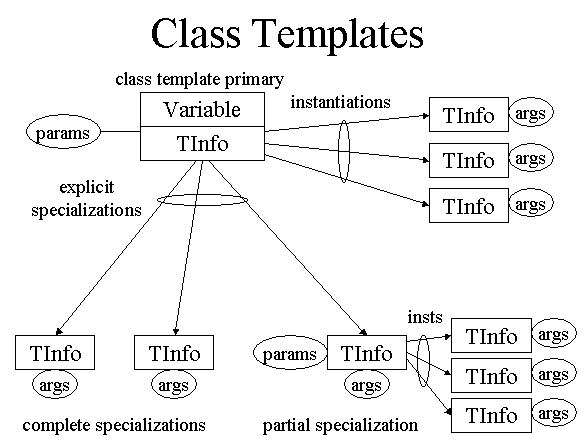 Class Templates
class template primary
Variable
TInfo
params
instantiations
TInfo
args
TInfo
args
TInfo
args
explicit
specializations
TInfo
args
TInfo
args
complete specializations
params
TInfo
args
partial specialization
insts
TInfo
args
TInfo
args
TInfo
args